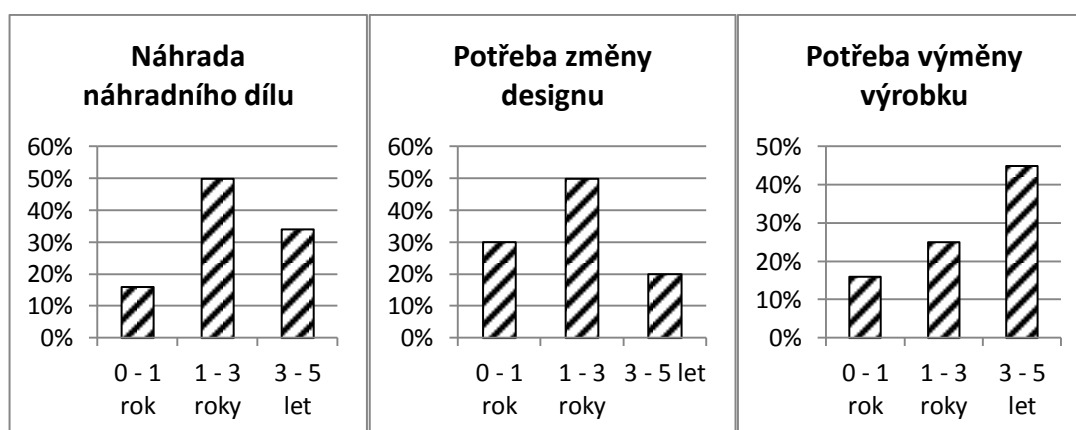 Náhrada
náhradního dílu
60%
50%
40%
30%
20%
10%
0%
0 - 1
rok
1 - 3
roky
3 - 5
let
Potřeba změny
designu
60%
50%
40%
30%
20%
10%
0%
0 - 1
rok
1 - 3
roky
3 - 5 let
Potřeba výměny
výrobku
50%
40%
30%
20%
10%
0%
0 - 1
rok
1 - 3
roky
3 - 5
let